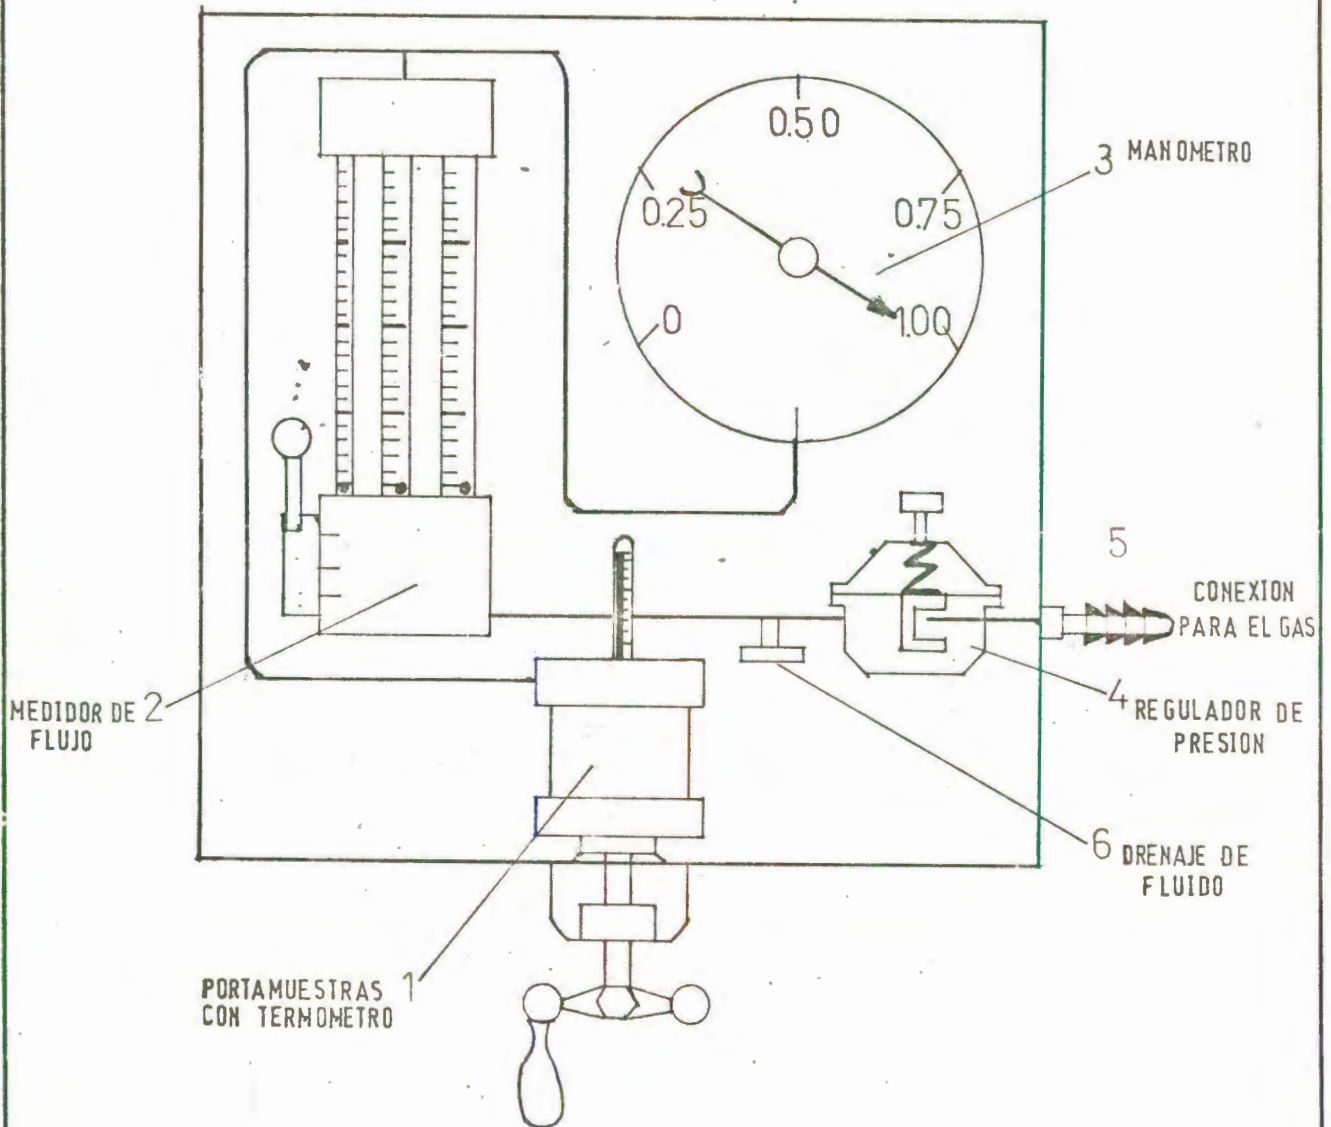 0.50
0.25
0.75
0
1.00
3 MANOMETRO
5
CONEXION
PARA EL GAS
MEDIDOR DE 2
FLUJO
4 REGULADOR DE
PRESION
6 DRENAJE DE
FLUIDO
PORTAMUESTRAS 1
CON TERMOMETRO